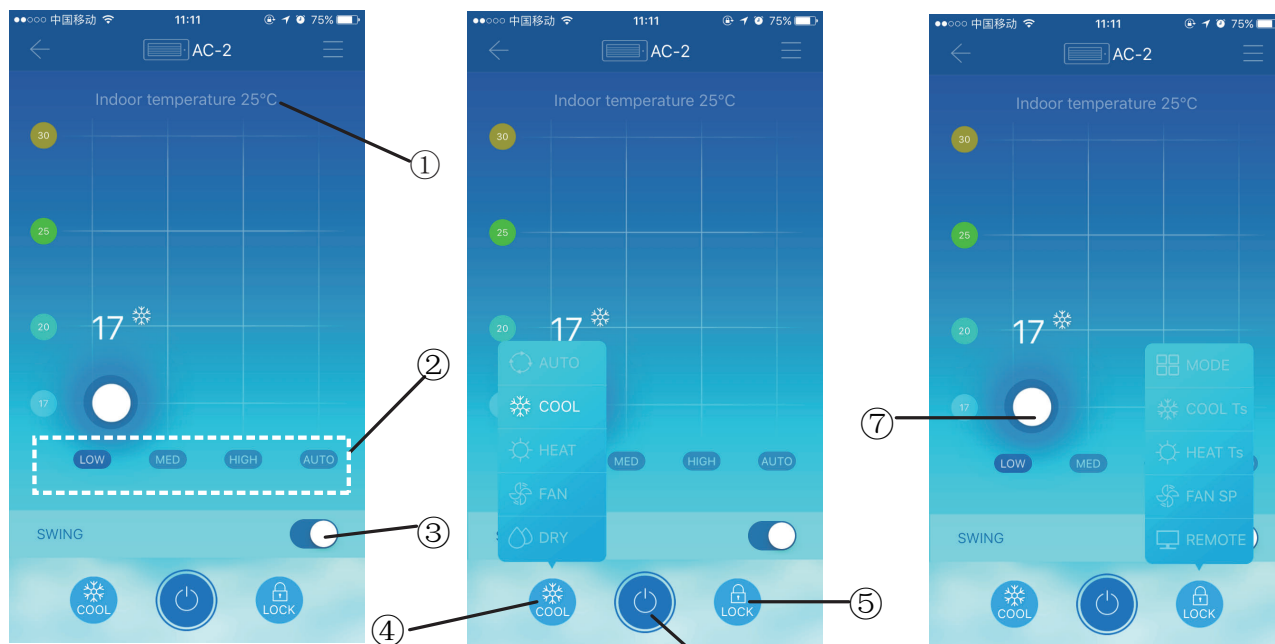 中国移动 11:11 75%
AC-2
Indoor temperature 25°C
①
30
25
20
17
②
17
LOW MED HIGH AUTO
SWING
③
COOL
LOCK
中国移动 11:11 75%
AC-2
Indoor temperature 25°C
30
25
20
17
AUTO
COOL
HEAT
FAN
DRY
MED HIGH AUTO
COOL
④
LOCK
⑤
中国移动 11:11 75%
AC-2
Indoor temperature 25°C
30
25
20
17
17
⑦
LOW MED
MODE
COOL Ts
HEAT Ts
FAN SP
REMOTE
SWING
COOL
LOCK